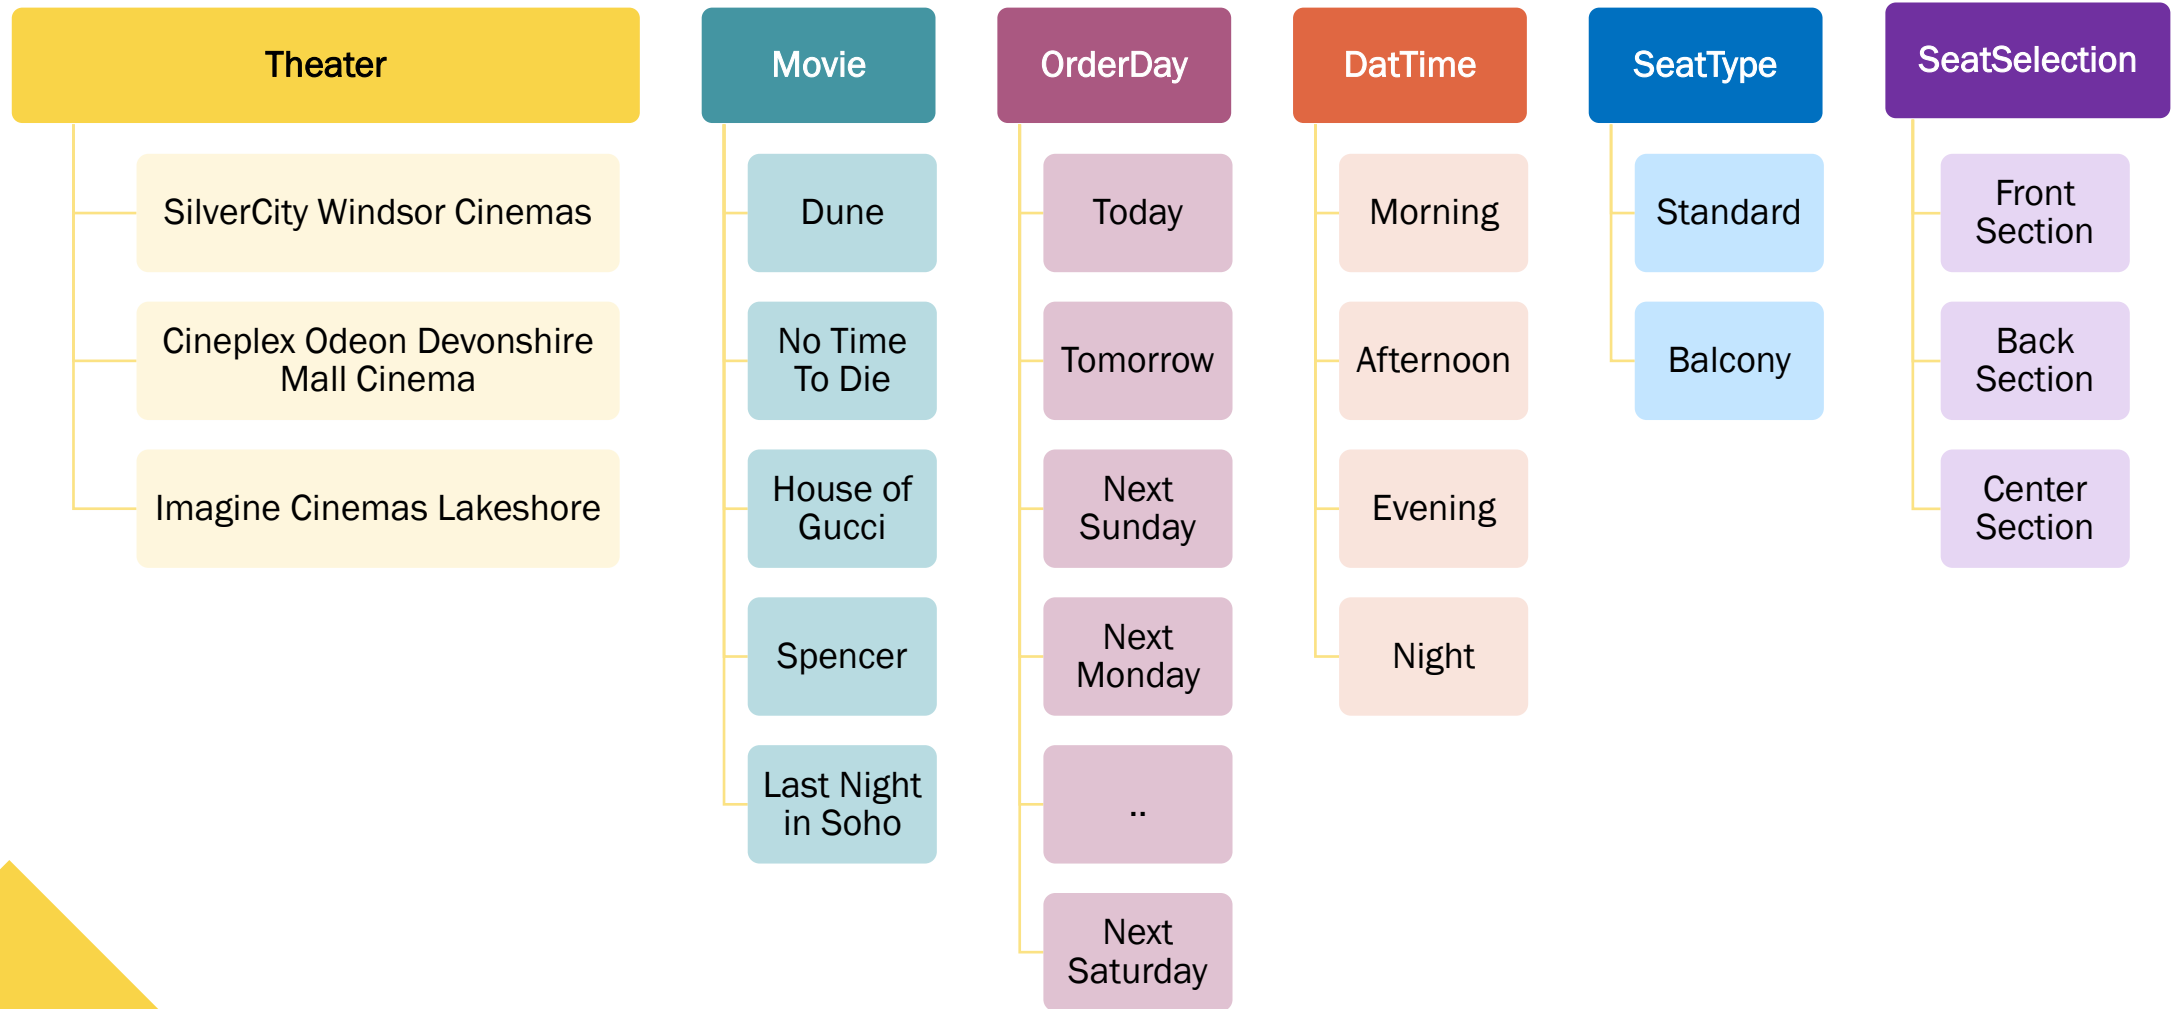 Theater
SilverCity Windsor Cinemas
Cineplex Odeon Devonshire
Mall Cinema
Imagine Cinemas Lakeshore
Movie
Dune
No Time
To Die
House of
Gucci
Spencer
Last Night
in Soho
OrderDay
Today
Tomorrow
Next
Sunday
Next
Monday
..
Next
Saturday
DatTime
Morning
Afternoon
Evening
Night
SeatType
Standard
Balcony
SeatSelection
Front
Section
Back
Section
Center
Section